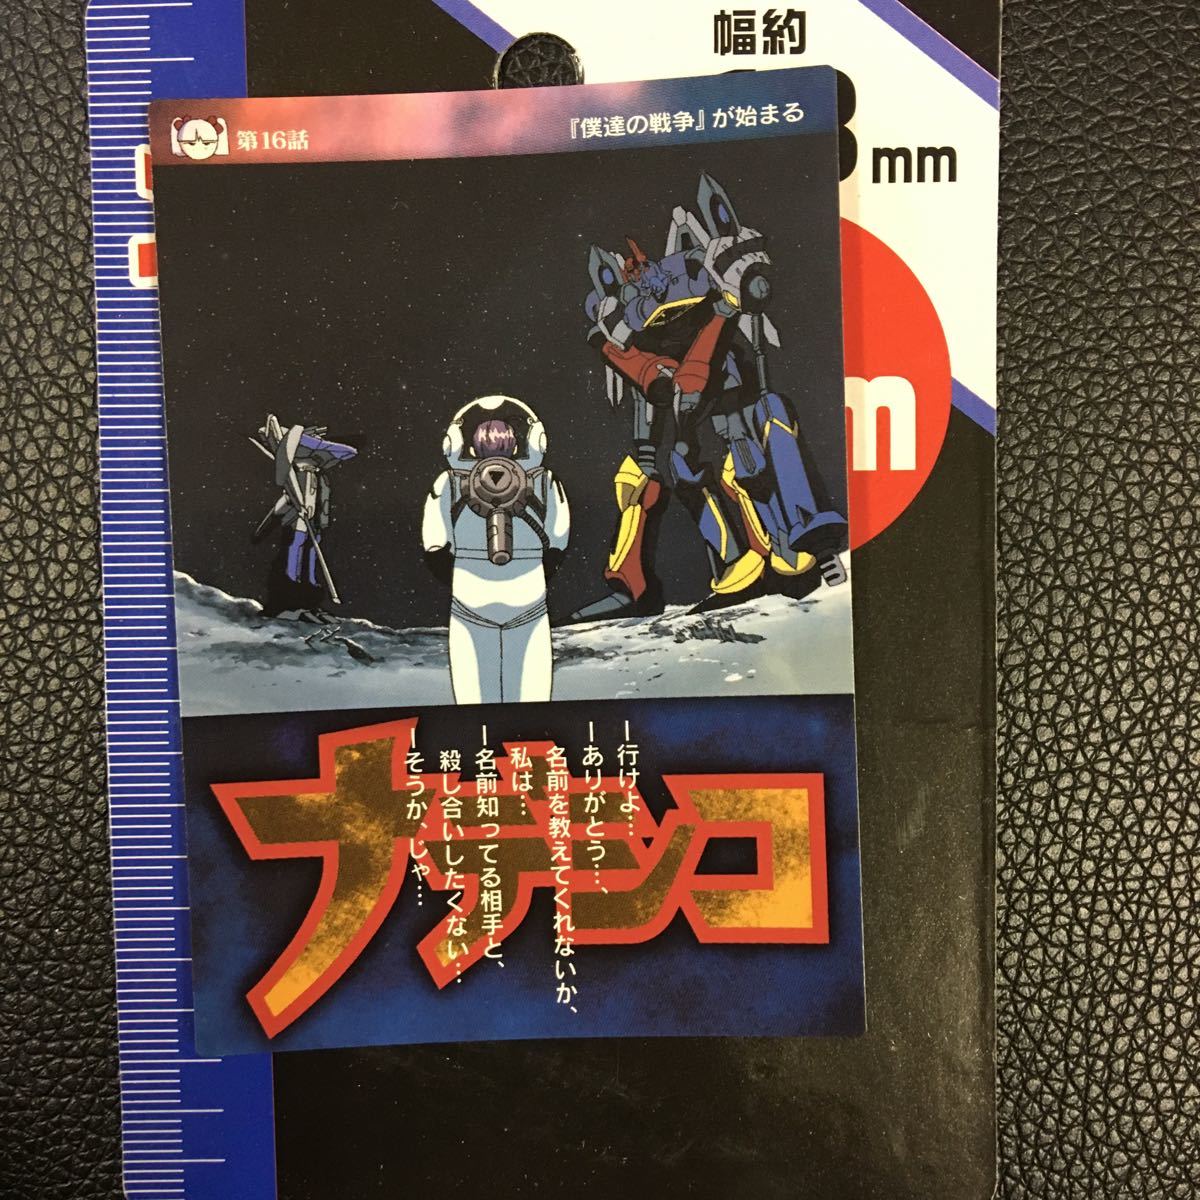 幅約
mm
m
第16話
『僕達の戦争』が始まる
ナデシコ
ー行けよ…
ーありがとう…、
名前を教えてくれないか、
私は…
ー名前知ってる相手と、
殺し合いしたくない…
ーそうか、じゃ…